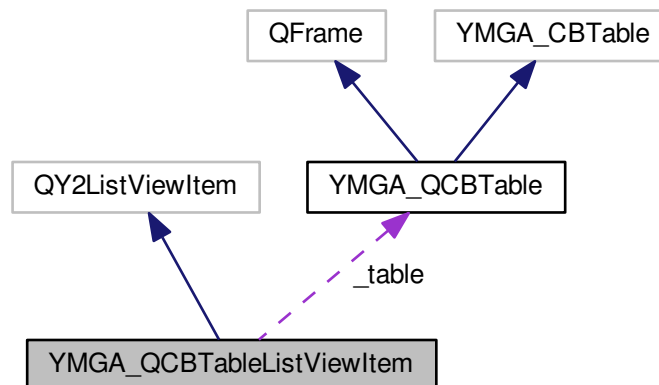 QFrame
YMGA_CBTable
QY2ListViewItem
YMGA_QCBTable
_table
YMGA_QCBTableListViewItem